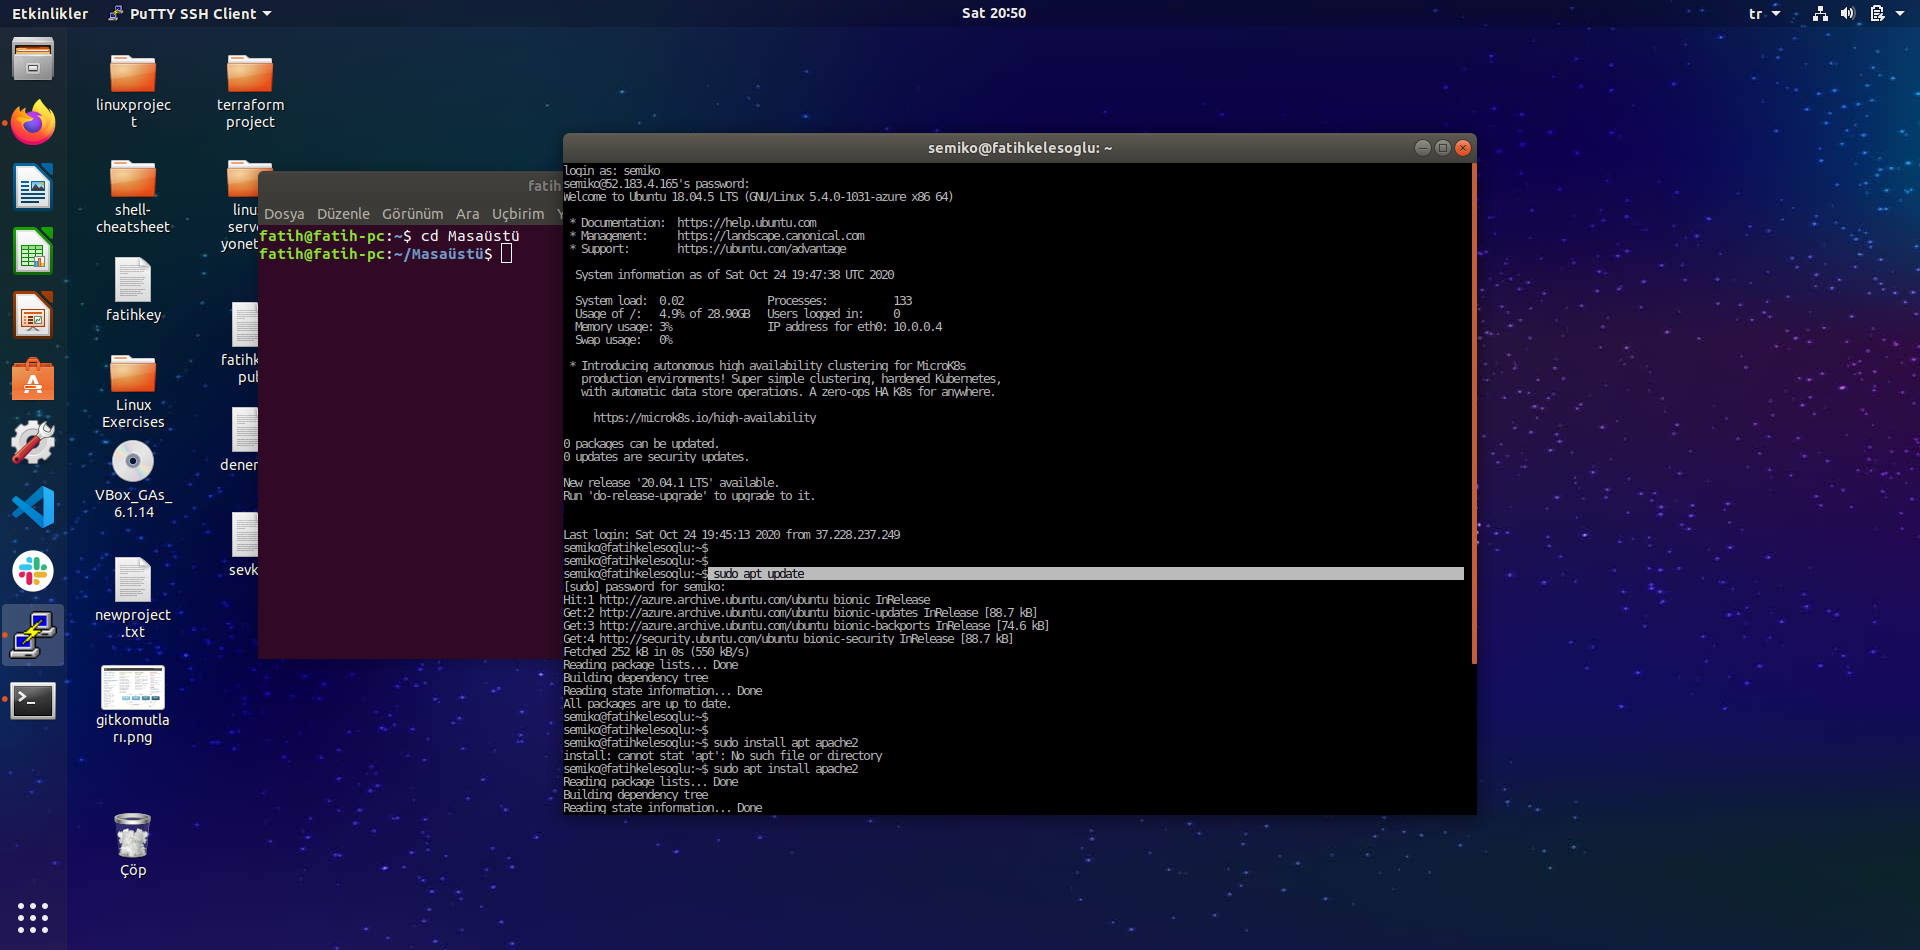 Etkinlikler
PuTTY SSH Client
Sat 20:50
tr
linuxprojec
t
terraform
project
shell-
cheatsheet
linu
serv
yonet
fatihkey
fatihk
pub
Linux
Exercises
dener
VBox_GAs_
6.1.14
sevk
newproject
.txt
gitkomutla
rı.png
Çöp
fatih
Dosya Düzenle Görünüm Ara Uçbirim Y
fatih@fatih-pc:~$ cd Masaüstü
fatih@fatih-pc:~/Masaüstü$
semiko@fatihkelesoglu: ~
login as: semiko
semiko@52.183.4.165's password:
Welcome to Ubuntu 18.04.5 LTS (GNU/Linux 5.4.0-1031-azure x86_64)
* Documentation: https://help.ubuntu.com
* Management: https://landscape.canonical.com
* Support: https://ubuntu.com/advantage
System information as of Sat Oct 24 19:47:38 UTC 2020
System load: 0.02 Processes: 133
Usage of /: 4.9% of 28.90GB Users logged in: 0
Memory usage: 3% IP address for eth0: 10.0.0.4
Swap usage: 0%
* Introducing autonomous high availability clustering for MicroK8s
production environments! Super simple clustering, hardened Kubernetes,
with automatic data store operations. A zero-ops HA K8s for anywhere.
https://microk8s.io/high-availability
0 packages can be updated.
0 updates are security updates.
New release '20.04.1 LTS' available.
Run 'do-release-upgrade' to upgrade to it.
Last login: Sat Oct 24 19:45:13 2020 from 37.228.237.249
semiko@fatihkelesoglu:~$
semiko@fatihkelesoglu:~$
semiko@fatihkelesoglu:~$ sudo apt update
[sudo] password for semiko:
Hit:1 http://azure.archive.ubuntu.com/ubuntu bionic InRelease
Get:2 http://azure.archive.ubuntu.com/ubuntu bionic-updates InRelease [88.7 kB]
Get:3 http://azure.archive.ubuntu.com/ubuntu bionic-backports InRelease [74.6 kB]
Get:4 http://security.ubuntu.com/ubuntu bionic-security InRelease [88.7 kB]
Fetched 252 kB in 0s (550 kB/s)
Reading package lists... Done
Building dependency tree
Reading state information... Done
All packages are up to date.
semiko@fatihkelesoglu:~$
semiko@fatihkelesoglu:~$
semiko@fatihkelesoglu:~$ sudo install apt apache2
install: cannot stat 'apt': No such file or directory
semiko@fatihkelesoglu:~$ sudo apt install apache2
Reading package lists... Done
Building dependency tree
Reading state information... Done